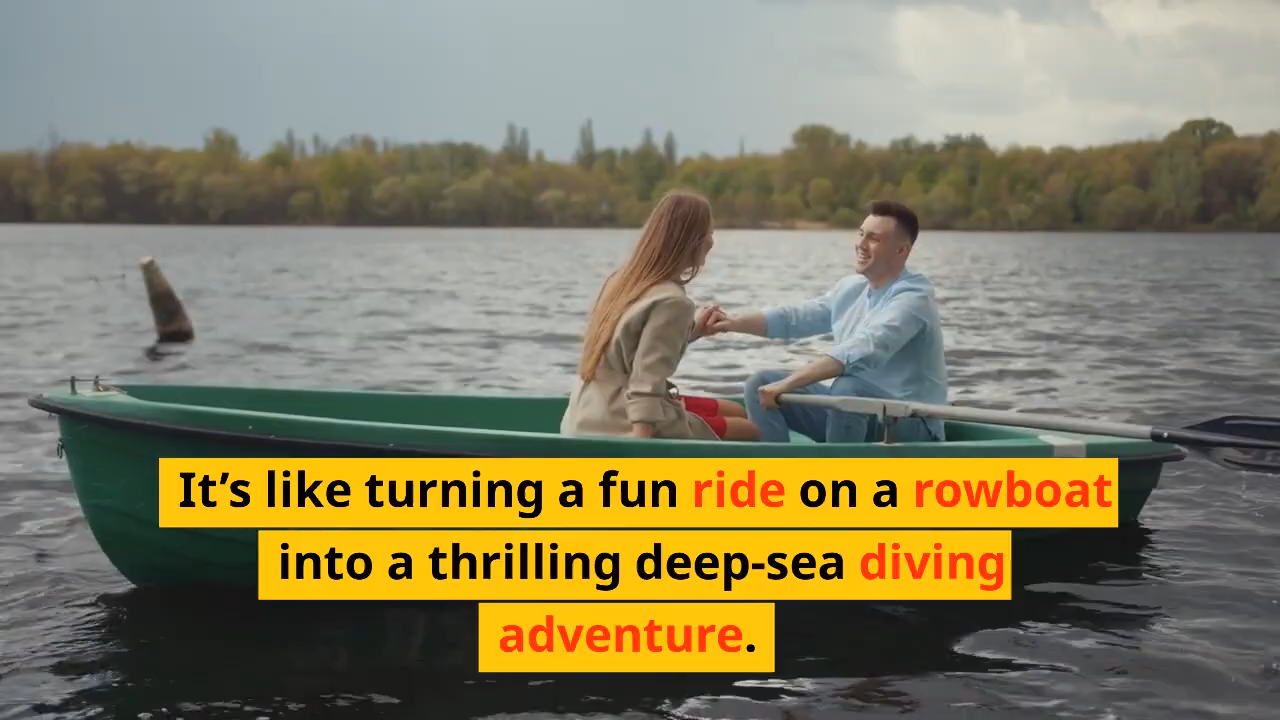 It’s like turning a fun ride on a rowboat
into a thrilling deep-sea diving
adventure.